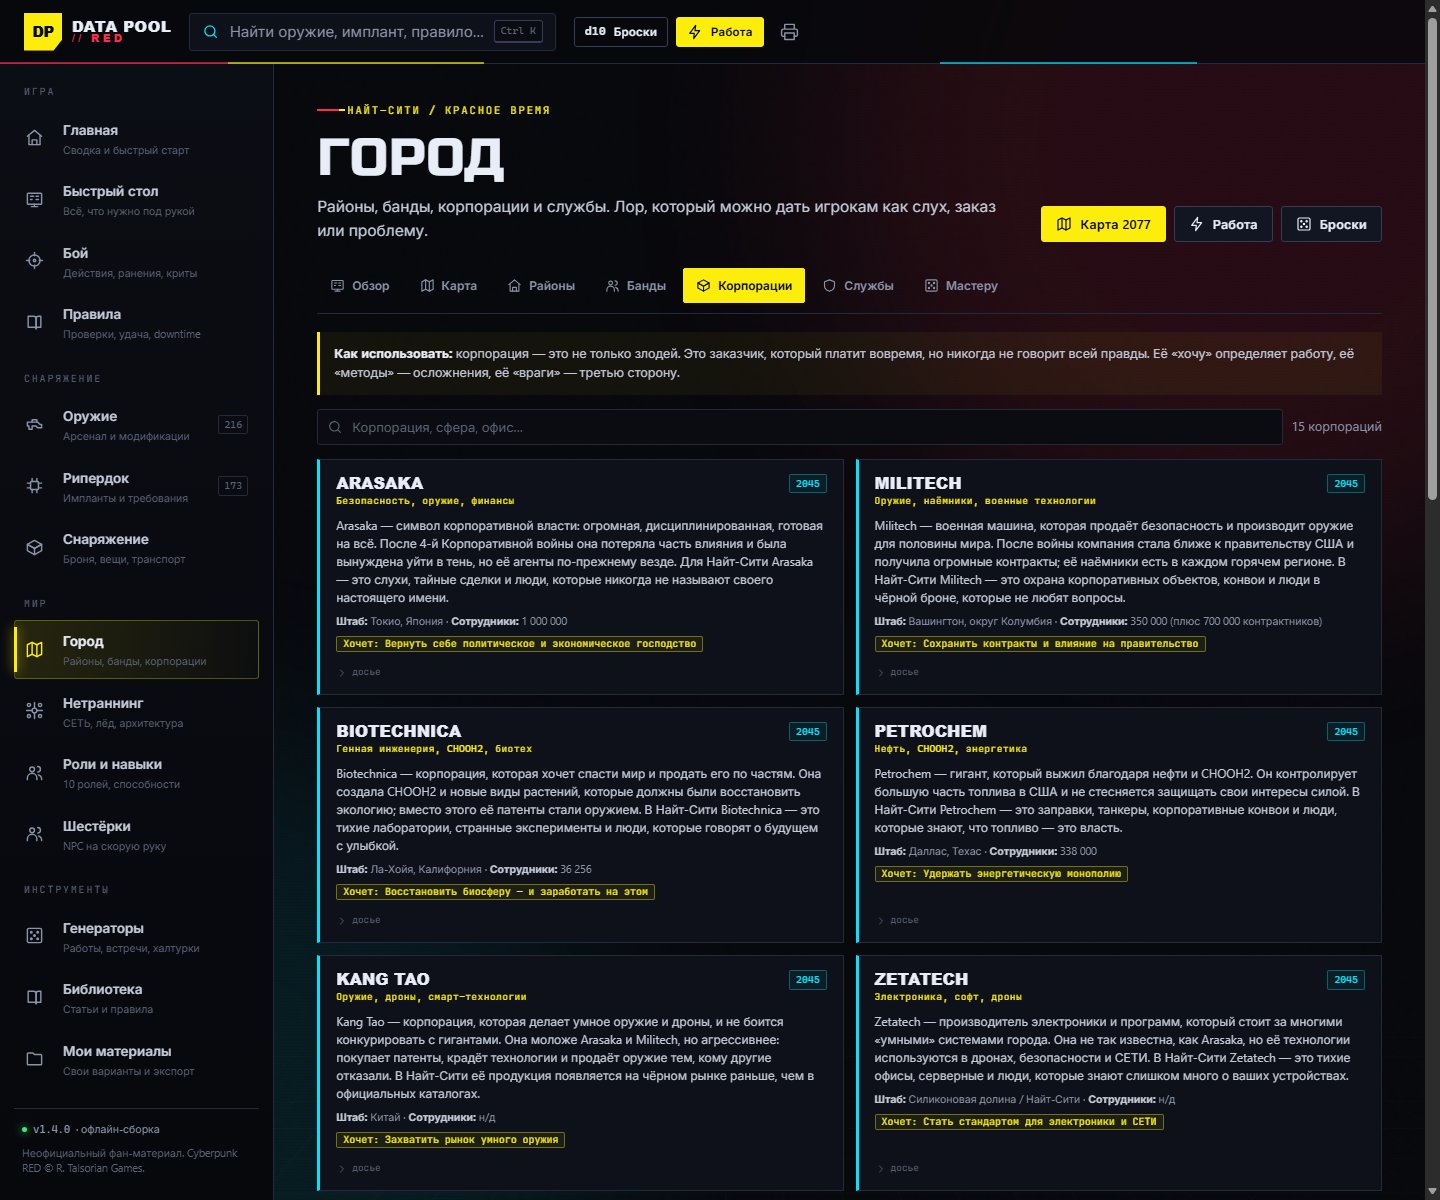 DP
DATA POOL
// RED
Найти оружие, имплант, правило...
Ctrl K
d10 Броски
Работа
ИГРА
Главная
Сводка и быстрый старт
Быстрый стол
Всё, что нужно под рукой
Бой
Действия, ранения, криты
Правила
Проверки, удача, downtime
СНАРЯЖЕНИЕ
Оружие
Арсенал и модификации
216
Рипердок
Импланты и требования
173
Снаряжение
Броня, вещи, транспорт
МИР
Город
Районы, банды, корпорации
Нетраннинг
СЕТЬ, лёд, архитектура
Роли и навыки
10 ролей, способности
Шестёрки
NPC на скорую руку
ИНСТРУМЕНТЫ
Генераторы
Работы, встречи, халтурки
Библиотека
Статьи и правила
Мои материалы
Свои варианты и экспорт
v1.4.0 · офлайн-сборка
Неофициальный фан-материал. Cyberpunk
RED © R. Talsorian Games.
НАЙТ-СИТИ / КРАСНОЕ ВРЕМЯ
ГОРОД
Районы, банды, корпорации и службы. Лор, который можно дать игрокам как слух, заказ
или проблему.
Карта 2077
Работа
Броски
Обзор
Карта
Районы
Банды
Корпорации
Службы
Мастеру
Как использовать: корпорация — это не только злодей. Это заказчик, который платит вовремя, но никогда не говорит всей правды. Её «хочу» определяет работу, её
«методы» — осложнения, её «враги» — третью сторону.
Корпорация, сфера, офис...
15 корпораций
ARASAKA
2045
Безопасность, оружие, финансы
Arasaka — символ корпоративной власти: огромная, дисциплинированная, готовая
на всё. После 4-й Корпоративной войны она потеряла часть влияния и была
вынуждена уйти в тень, но её агенты по-прежнему везде. Для Найт-Сити Arasaka
— это слухи, тайные сделки и люди, которые никогда не называют своего
настоящего имени.
Штаб: Токио, Япония · Сотрудники: 1 000 000
Хочет: Вернуть себе политическое и экономическое господство
досье
MILITECH
2045
Оружие, наёмники, военные технологии
Militech — военная машина, которая продаёт безопасность и производит оружие
для половины мира. После войны компания стала ближе к правительству США и
получила огромные контракты; её наёмники есть в каждом горячем регионе. В
Найт-Сити Militech — это охрана корпоративных объектов, конвои и люди в
чёрной броне, которые не любят вопросы.
Штаб: Вашингтон, округ Колумбия · Сотрудники: 350 000 (плюс 700 000 контрактников)
Хочет: Сохранить контракты и влияние на правительство
досье
BIOTECHNICA
2045
Генная инженерия, CHOOH2, биотех
Biotechnica — корпорация, которая хочет спасти мир и продать его по частям. Она
создала CHOOH2 и новые виды растений, которые должны были восстановить
экологию; вместо этого её патенты стали оружием. В Найт-Сити Biotechnica — это
тихие лаборатории, странные эксперименты и люди, которые говорят о будущем
с улыбкой.
Штаб: Ла-Хойя, Калифорния · Сотрудники: 36 256
Хочет: Восстановить биосферу — и заработать на этом
досье
PETROCHEM
2045
Нефть, CHOOH2, энергетика
Petrochem — гигант, который выжил благодаря нефти и CHOOH2. Он контролирует
большую часть топлива в США и не стесняется защищать свои интересы силой. В
Найт-Сити Petrochem — это заправки, танкеры, корпоративные конвои и люди,
которые знают, что топливо — это власть.
Штаб: Даллас, Техас · Сотрудники: 338 000
Хочет: Удержать энергетическую монополию
досье
KANG TAO
2045
Оружие, дроны, смарт-технологии
Kang Tao — корпорация, которая делает умное оружие и дроны, и не боится
конкурировать с гигантами. Она моложе Arasaka и Militech, но агрессивнее:
покупает патенты, крадёт технологии и продаёт оружие тем, кому другие
отказали. В Найт-Сити её продукция появляется на чёрном рынке раньше, чем в
официальных каталогах.
Штаб: Китай · Сотрудники: н/д
Хочет: Захватить рынок умного оружия
досье
ZETATECH
2045
Электроника, софт, дроны
Zetatech — производитель электроники и программ, который стоит за многими
«умными» системами города. Она не так известна, как Arasaka, но её технологии
используются в дронах, безопасности и СЕТИ. В Найт-Сити Zetatech — это тихие
офисы, серверные и люди, которые знают слишком много о ваших устройствах.
Штаб: Силиконовая долина / Найт-Сити · Сотрудники: н/д
Хочет: Стать стандартом для электроники и СЕТИ
досье